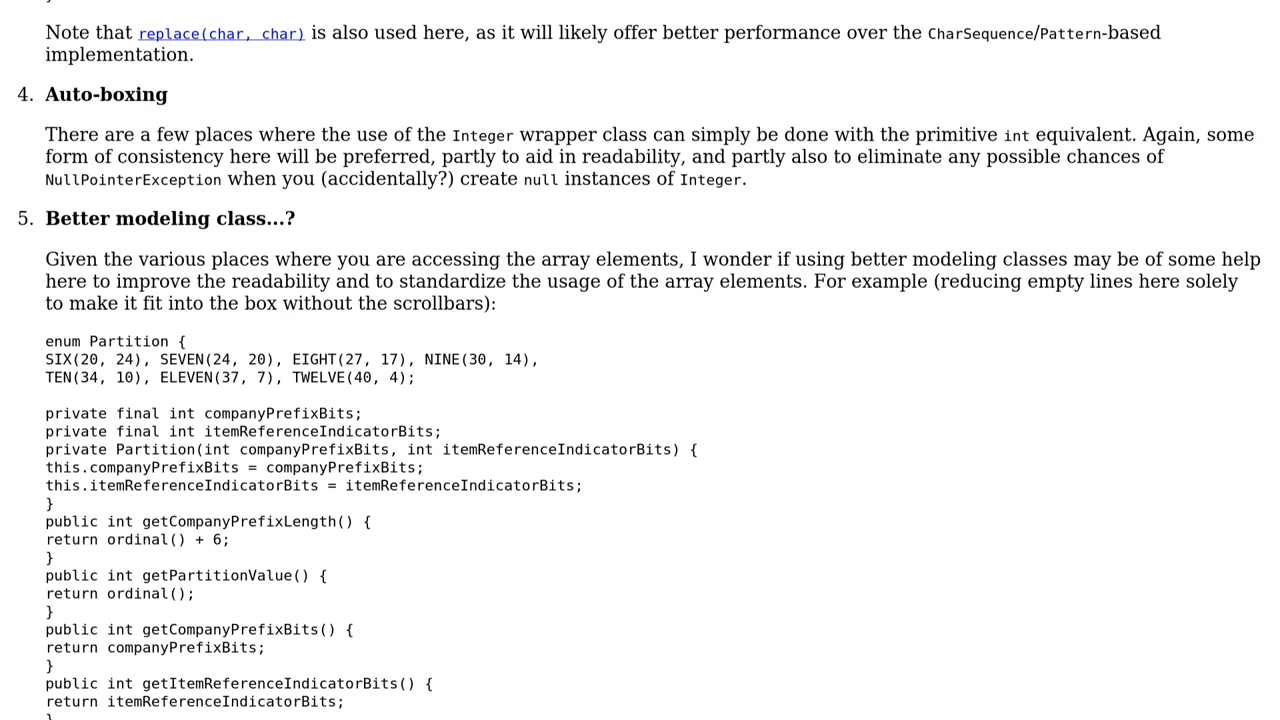 Note that replace(char, char) is also used here, as it will likely offer better performance over the CharSequence/Pattern-based
implementation.
4. Auto-boxing
There are a few places where the use of the Integer wrapper class can simply be done with the primitive int equivalent. Again, some
form of consistency here will be preferred, partly to aid in readability, and partly also to eliminate any possible chances of
NullPointerException when you (accidentally?) create null instances of Integer.
5. Better modeling class...?
Given the various places where you are accessing the array elements, I wonder if using better modeling classes may be of some help
here to improve the readability and to standardize the usage of the array elements. For example (reducing empty lines here solely
to make it fit into the box without the scrollbars):
enum Partition {
SIX(20, 24), SEVEN(24, 20), EIGHT(27, 17), NINE(30, 14),
TEN(34, 10), ELEVEN(37, 7), TWELVE(40, 4);
private final int companyPrefixBits;
private final int itemReferenceIndicatorBits;
private Partition(int companyPrefixBits, int itemReferenceIndicatorBits) {
this.companyPrefixBits = companyPrefixBits;
this.itemReferenceIndicatorBits = itemReferenceIndicatorBits;
}
public int getCompanyPrefixLength() {
return ordinal() + 6;
}
public int getPartitionValue() {
return ordinal();
}
public int getCompanyPrefixBits() {
return companyPrefixBits;
}
public int getItemReferenceIndicatorBits() {
return itemReferenceIndicatorBits;
}